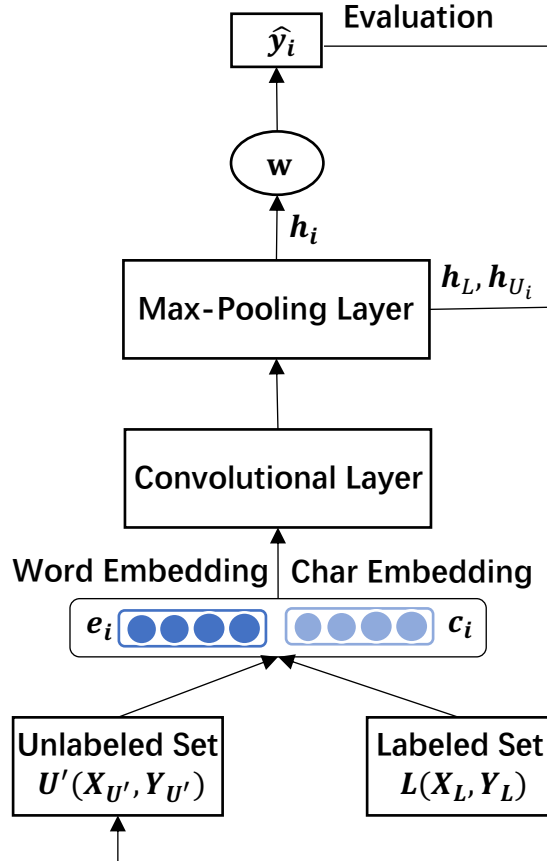 Evaluation
ŷᵢ
w
hᵢ
h_L, h_{U_i}
Max-Pooling Layer
Convolutional Layer
Word Embedding Char Embedding
eᵢ cᵢ
Unlabeled Set
U'(X_{U'}, Y_{U'})
Labeled Set
L(X_L, Y_L)